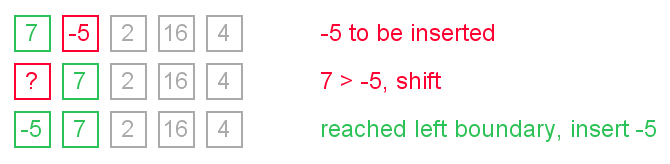 7 -5 2 16 4 -5 to be inserted
? 7 2 16 4 7 > -5, shift
-5 7 2 16 4 reached left boundary, insert -5